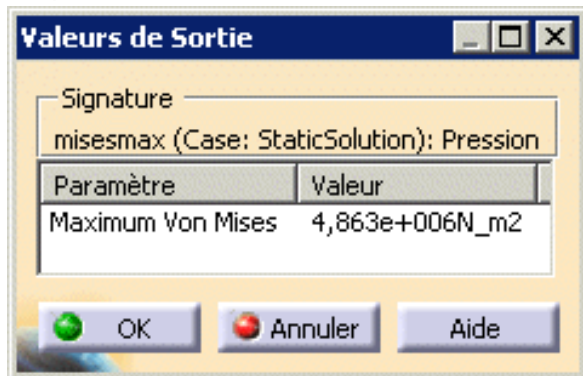 Valeurs de Sortie
Signature
misesmax (Case: StaticSolution): Pression
Paramètre Valeur
Maximum Von Mises 4,863e+006N_m2
OK Annuler Aide